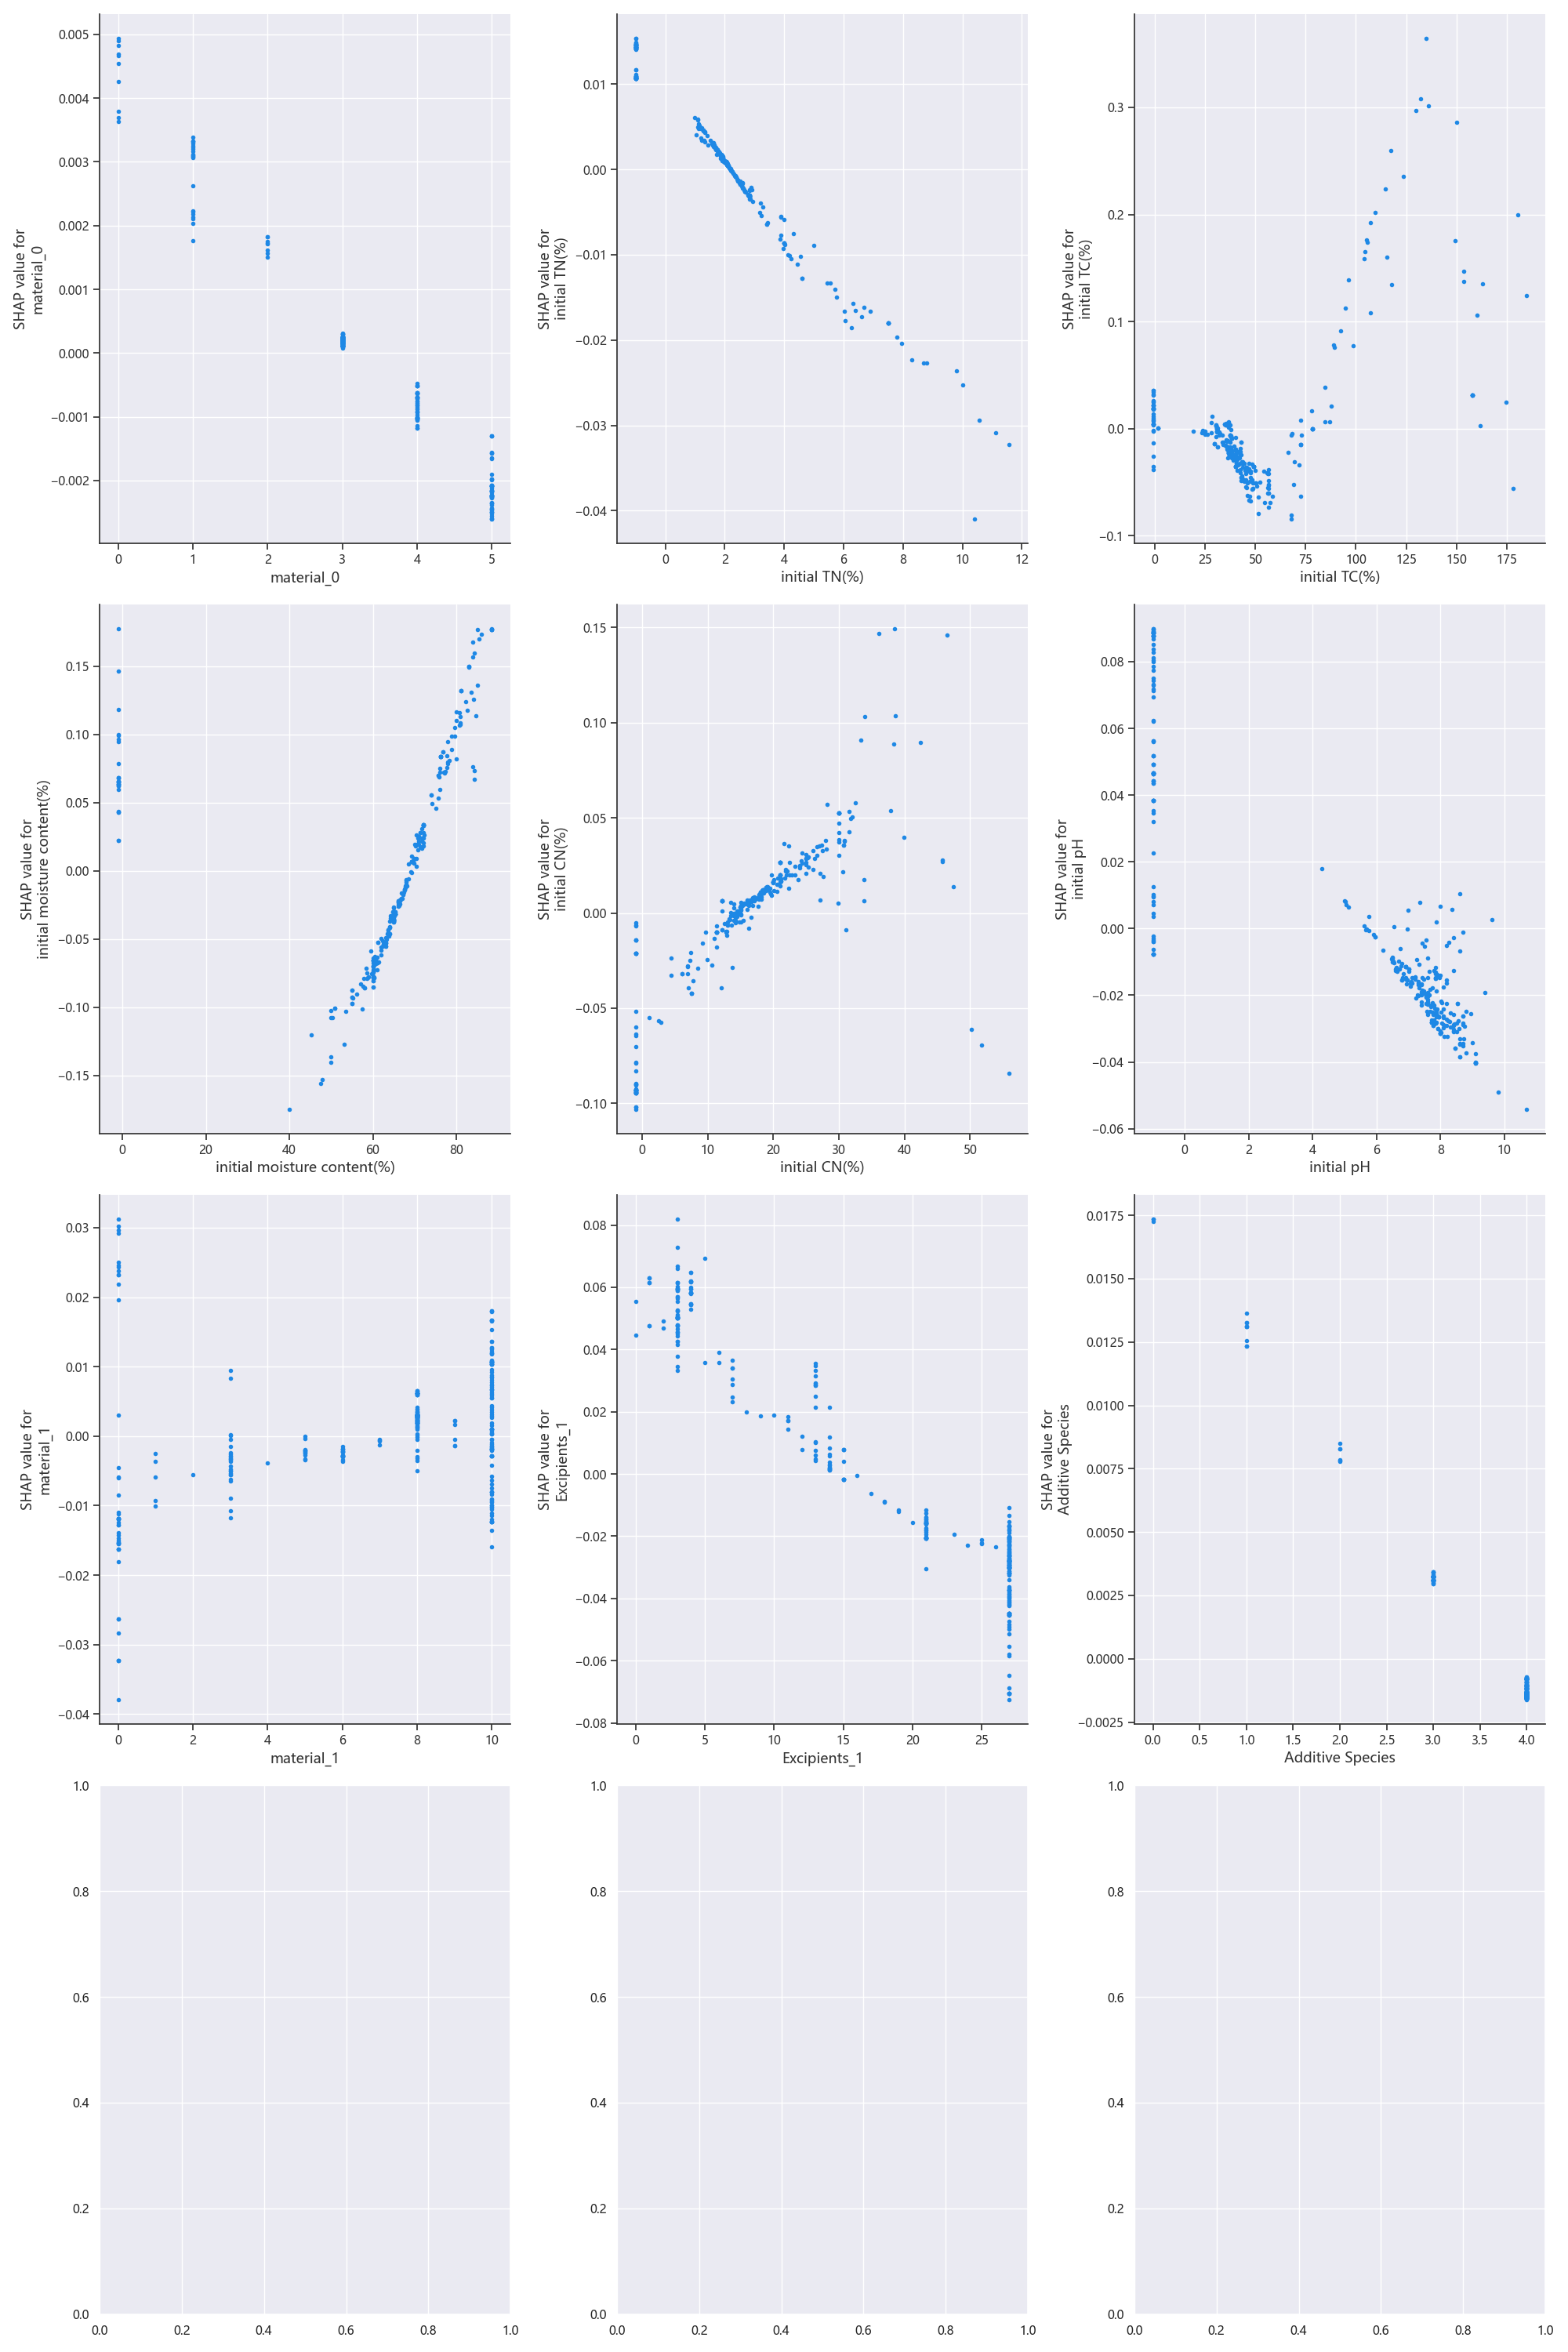 SHAP value for
material_0
0.005
0.004
0.003
0.002
0.001
0.000
−0.001
−0.002
0 1 2 3 4 5
material_0
SHAP value for
initial TN(%)
0.01
0.00
−0.01
−0.02
−0.03
−0.04
0 2 4 6 8 10 12
initial TN(%)
SHAP value for
initial TC(%)
0.3
0.2
0.1
0.0
−0.1
0 25 50 75 100 125 150 175
initial TC(%)
SHAP value for
initial moisture content(%)
0.15
0.10
0.05
0.00
−0.05
−0.10
−0.15
0 20 40 60 80
initial moisture content(%)
SHAP value for
initial CN(%)
0.15
0.10
0.05
0.00
−0.05
−0.10
0 10 20 30 40 50
initial CN(%)
SHAP value for
initial pH
0.08
0.06
0.04
0.02
0.00
−0.02
−0.04
−0.06
0 2 4 6 8 10
initial pH
SHAP value for
material_1
0.03
0.02
0.01
0.00
−0.01
−0.02
−0.03
−0.04
0 2 4 6 8 10
material_1
SHAP value for
Excipients_1
0.08
0.06
0.04
0.02
0.00
−0.02
−0.04
−0.06
−0.08
0 5 10 15 20 25
Excipients_1
SHAP value for
Additive Species
0.0175
0.0150
0.0125
0.0100
0.0075
0.0050
0.0025
0.0000
−0.0025
0.0 0.5 1.0 1.5 2.0 2.5 3.0 3.5 4.0
Additive Species
1.0
0.8
0.6
0.4
0.2
0.0
0.0 0.2 0.4 0.6 0.8 1.0
1.0
0.8
0.6
0.4
0.2
0.0
0.0 0.2 0.4 0.6 0.8 1.0
1.0
0.8
0.6
0.4
0.2
0.0
0.0 0.2 0.4 0.6 0.8 1.0